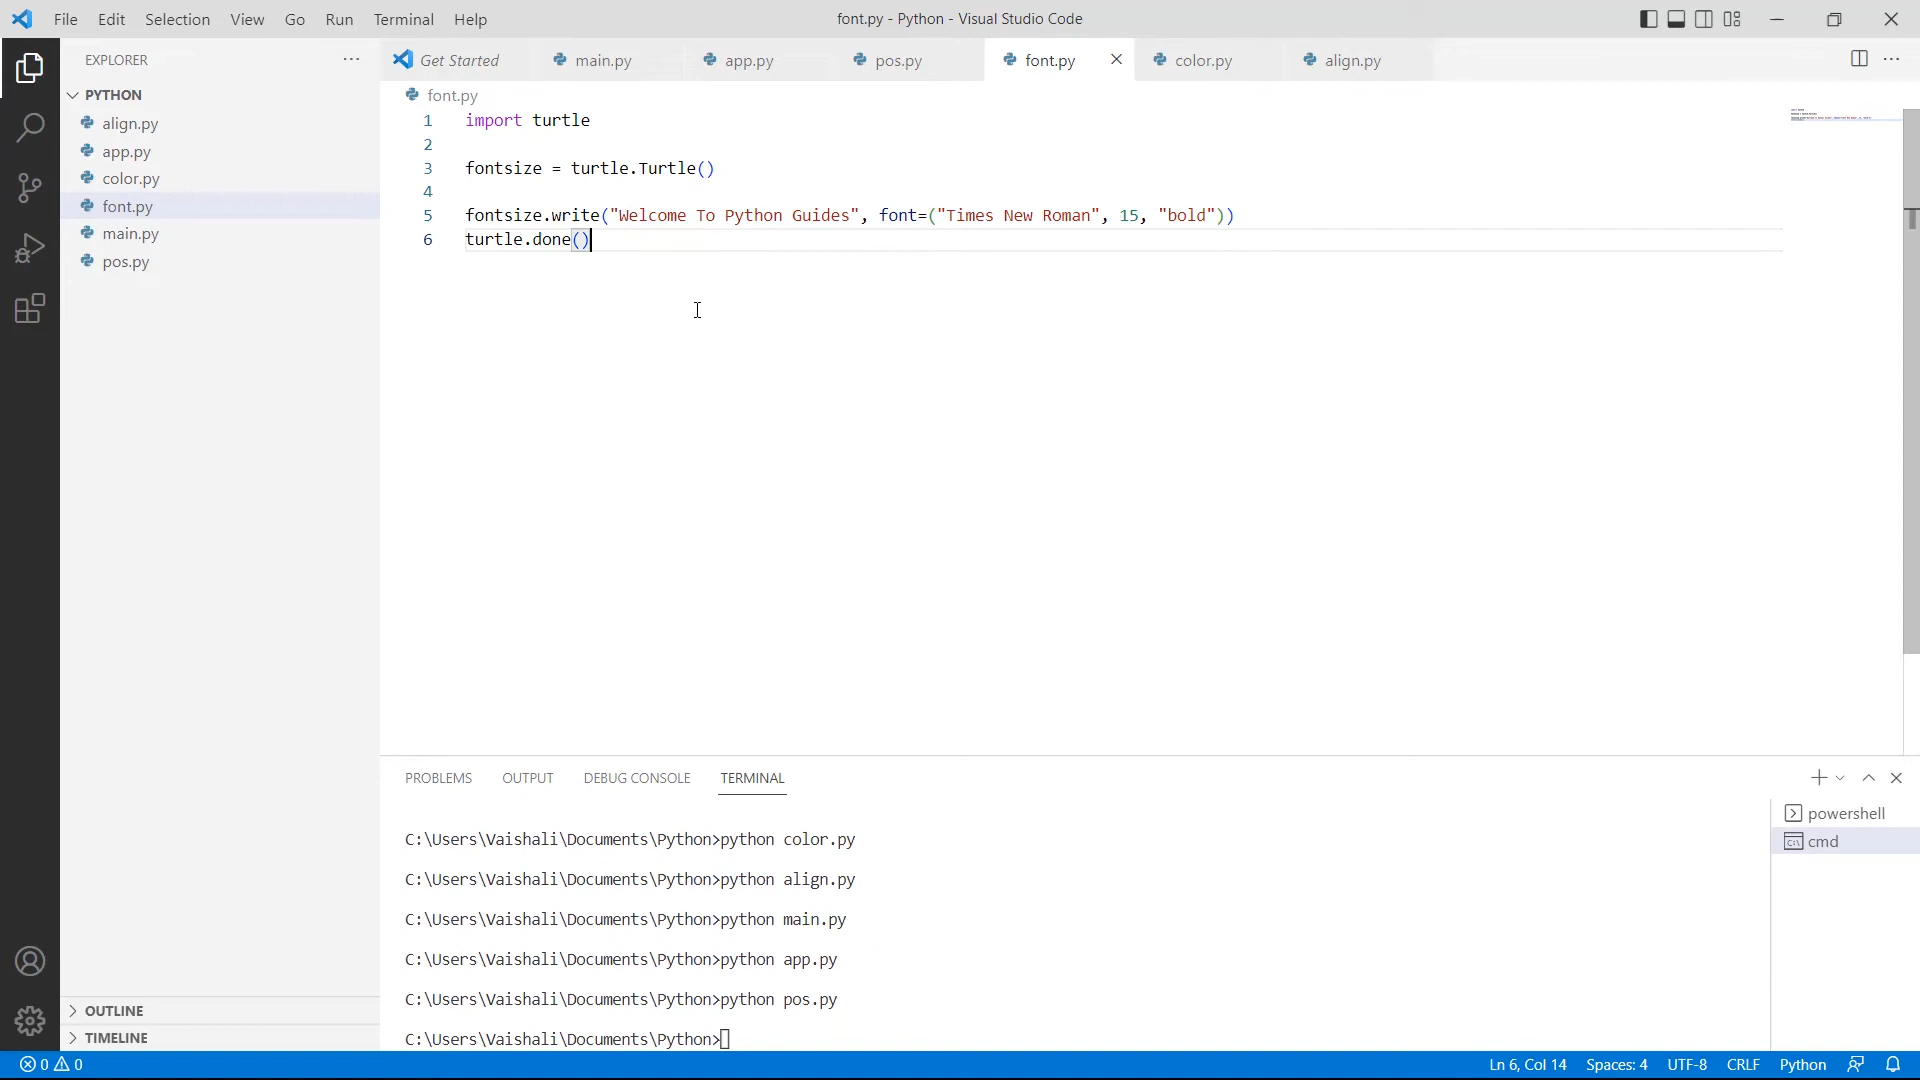 File Edit Selection View Go Run Terminal Help
font.py - Python - Visual Studio Code
EXPLORER
PYTHON
align.py
app.py
color.py
font.py
main.py
pos.py
OUTLINE
TIMELINE
Get Started main.py app.py pos.py font.py color.py align.py
font.py
1 import turtle
2
3 fontsize = turtle.Turtle()
4
5 fontsize.write("Welcome To Python Guides", font=("Times New Roman", 15, "bold"))
6 turtle.done()
PROBLEMS OUTPUT DEBUG CONSOLE TERMINAL
C:\Users\Vaishali\Documents\Python>python color.py
C:\Users\Vaishali\Documents\Python>python align.py
C:\Users\Vaishali\Documents\Python>python main.py
C:\Users\Vaishali\Documents\Python>python app.py
C:\Users\Vaishali\Documents\Python>python pos.py
C:\Users\Vaishali\Documents\Python>
powershell
cmd
0 0
Ln 6, Col 14 Spaces: 4 UTF-8 CRLF Python